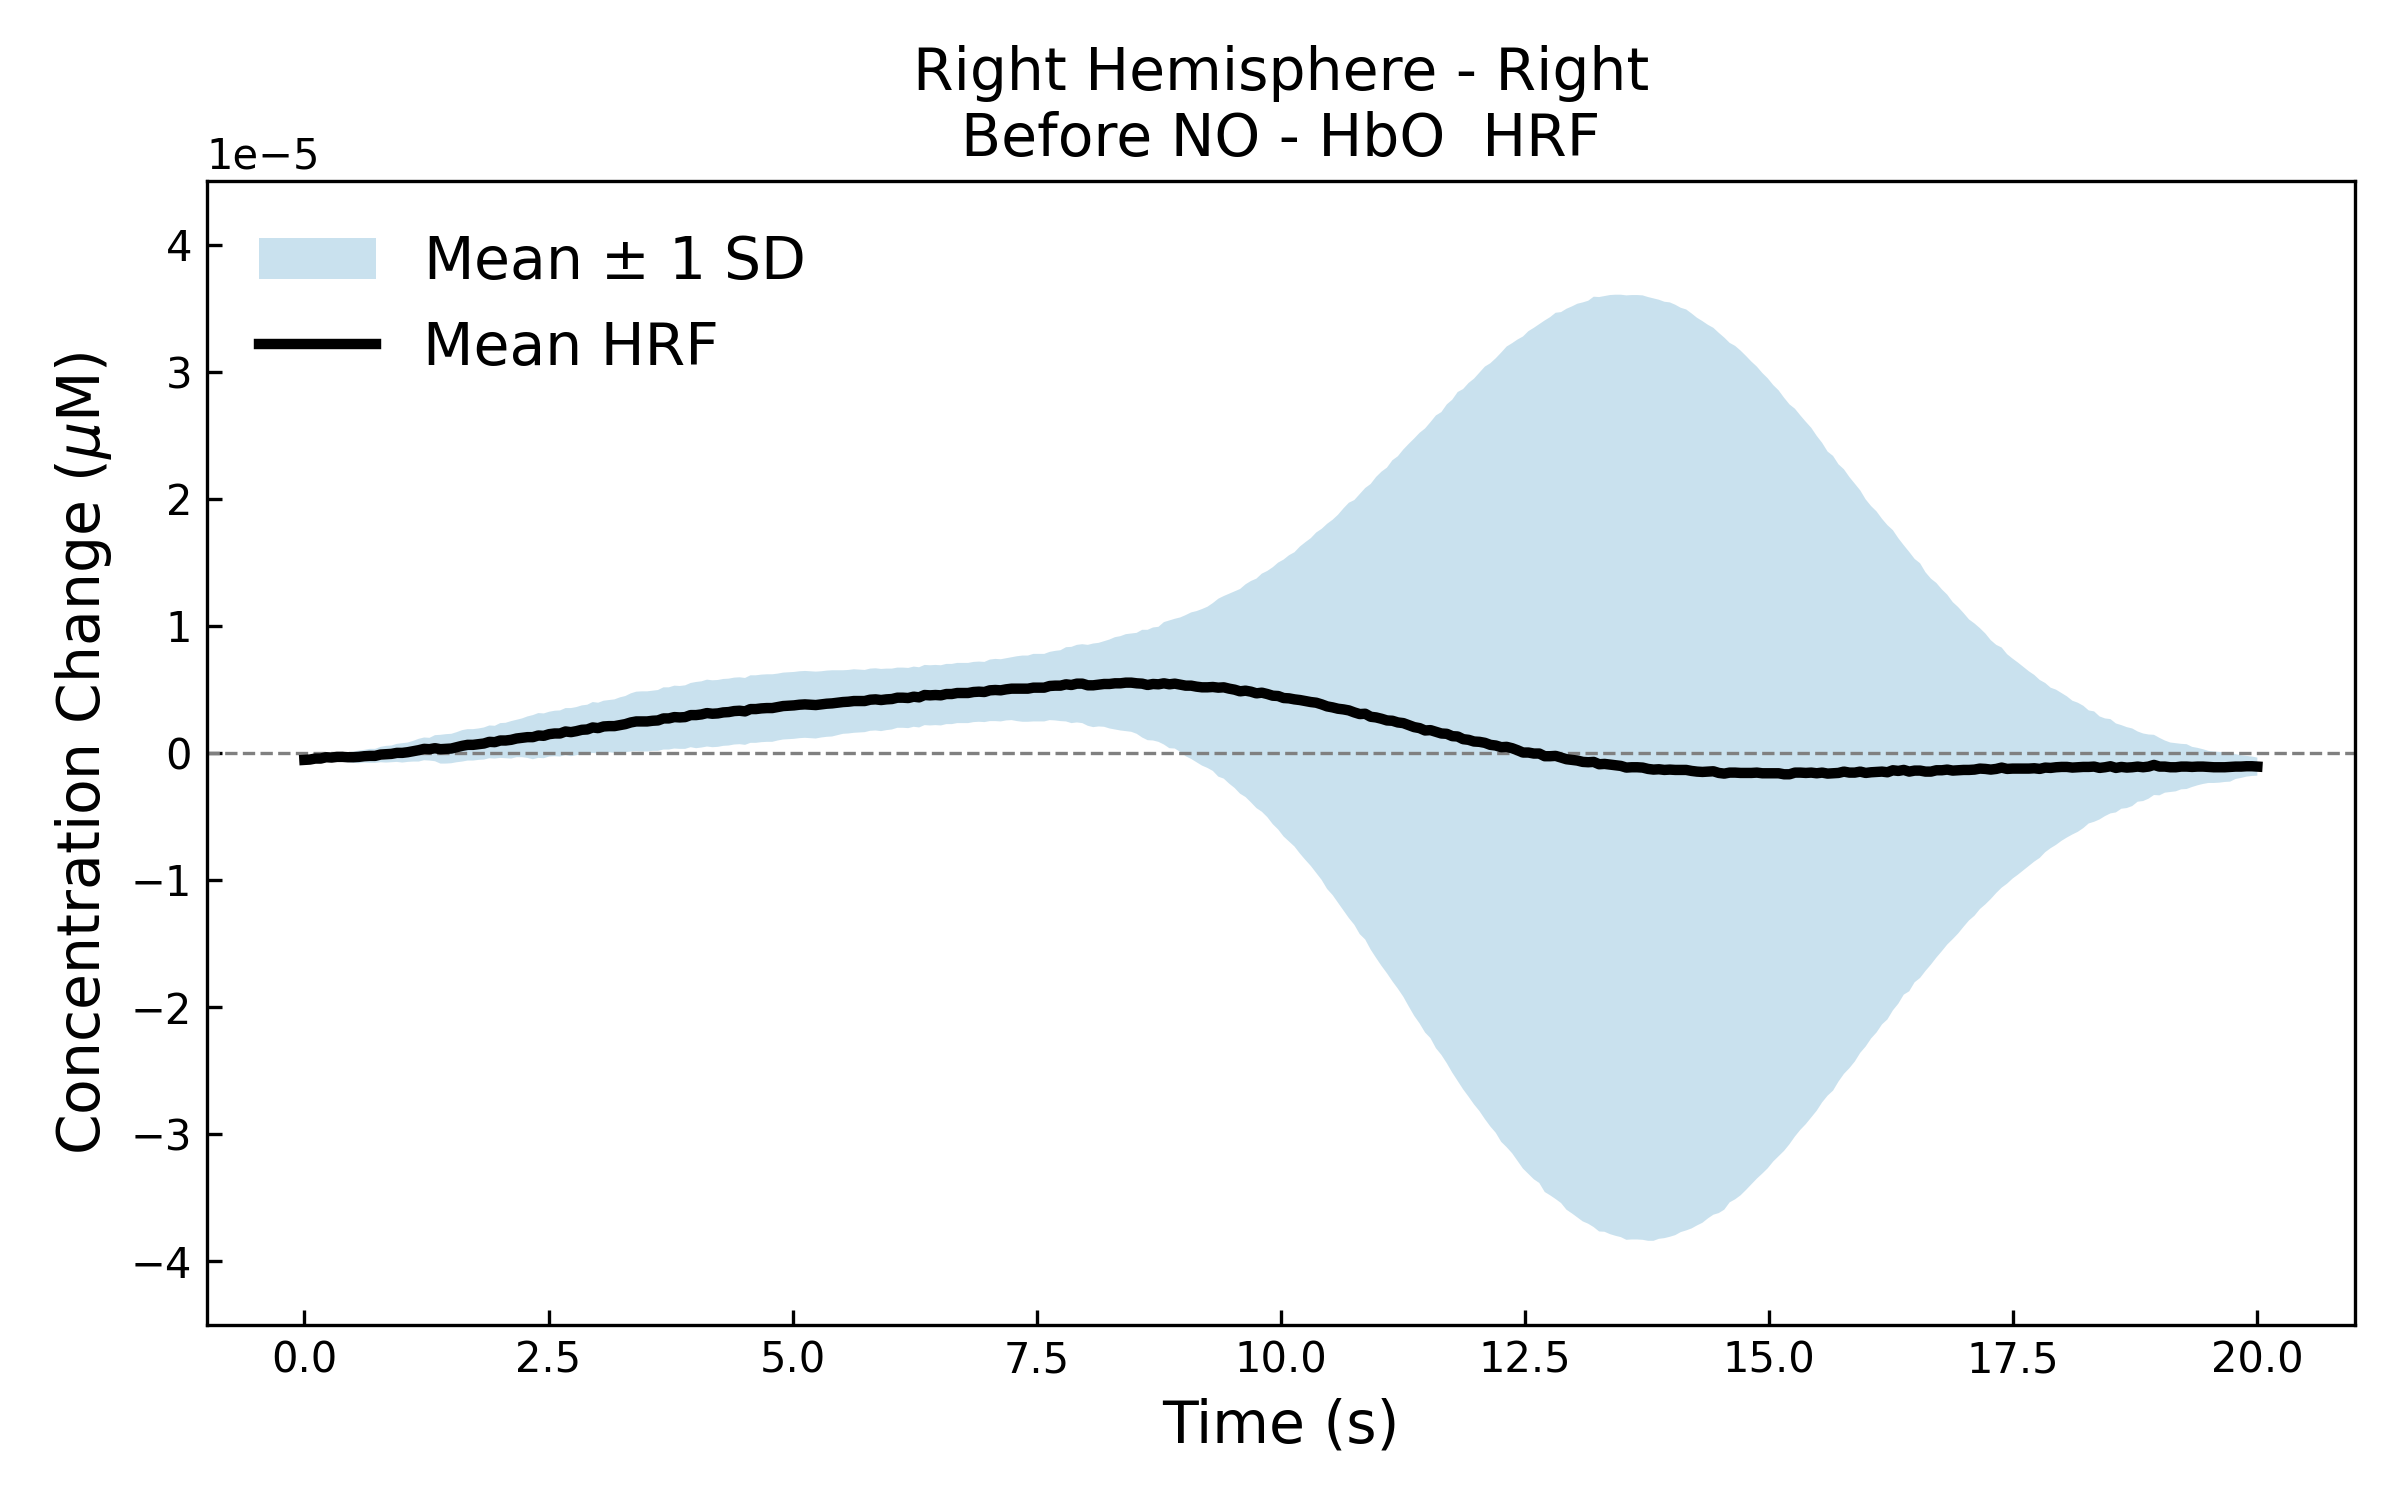 Right Hemisphere - Right
Before NO - HbO  HRF
1e−5
Mean ± 1 SD
Mean HRF
Concentration Change (μM)
4
3
2
1
0
−1
−2
−3
−4
0.0 2.5 5.0 7.5 10.0 12.5 15.0 17.5 20.0
Time (s)